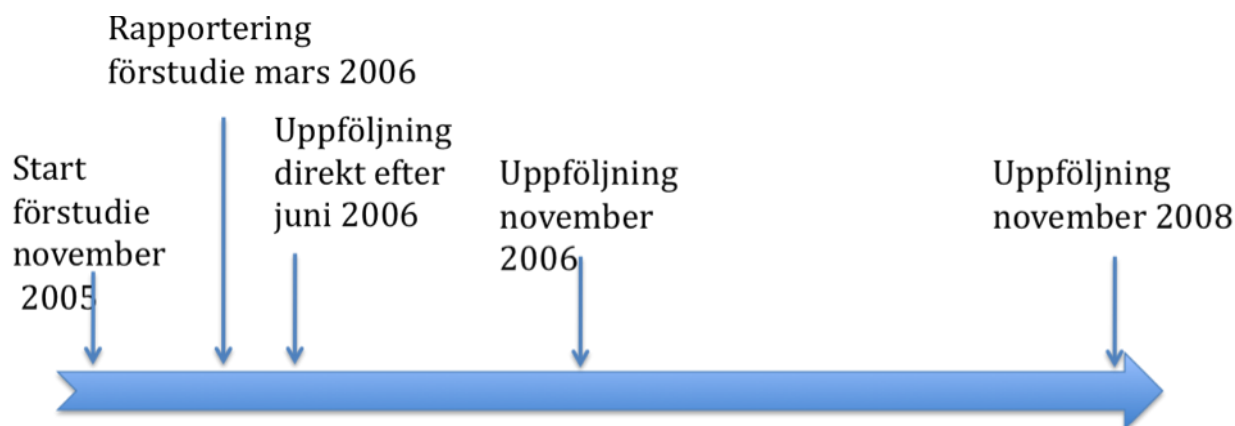 Rapportering
förstudie mars 2006
Start
förstudie
november
2005
Uppföljning
direkt efter
juni 2006
Uppföljning
november
2006
Uppföljning
november 2008